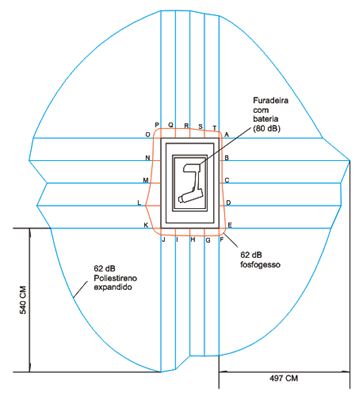 P Q R S T
O A
N B
M C
L D
K E
J I H G F
Furadeira
com
bateria
(80 dB)
62 dB
fosfogesso
62 dB
Poliestireno
expandido
540 CM
497 CM